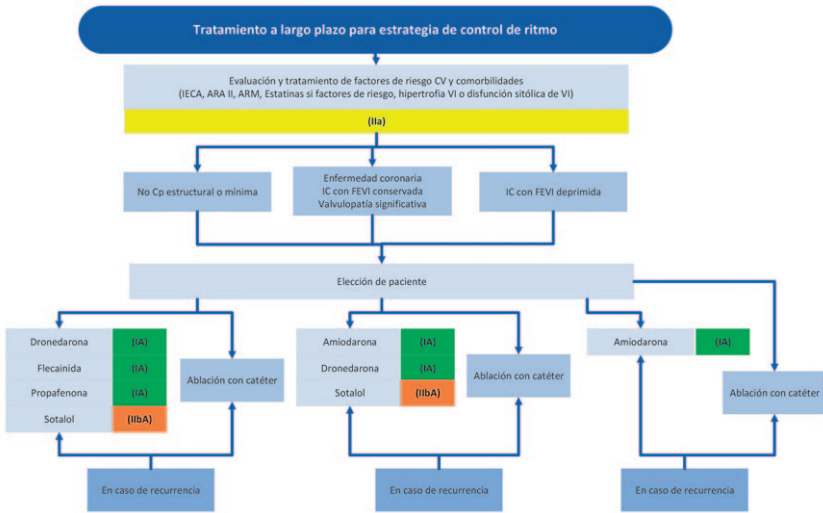 Tratamiento a largo plazo para estrategia de control de ritmo
Evaluación y tratamiento de factores de riesgo CV y comorbilidades
(IECA, ARA II, ARM, Estatinas si factores de riesgo, hipertrofia VI o disfunción sitólica de VI)
(IIa)
No Cp estructural o mínima
Enfermedad coronaria
IC con FEVI conservada
Valvulopatía significativa
IC con FEVI deprimida
Elección de paciente
Dronedarona (IA)
Flecainida (IA)
Propafenona (IA)
Sotalol (IIbA)
Ablación con catéter
Amiodarona (IA)
Dronedarona (IA)
Sotalol (IIbA)
Ablación con catéter
Amiodarona (IA)
Ablación con catéter
En caso de recurrencia
En caso de recurrencia
En caso de recurrencia